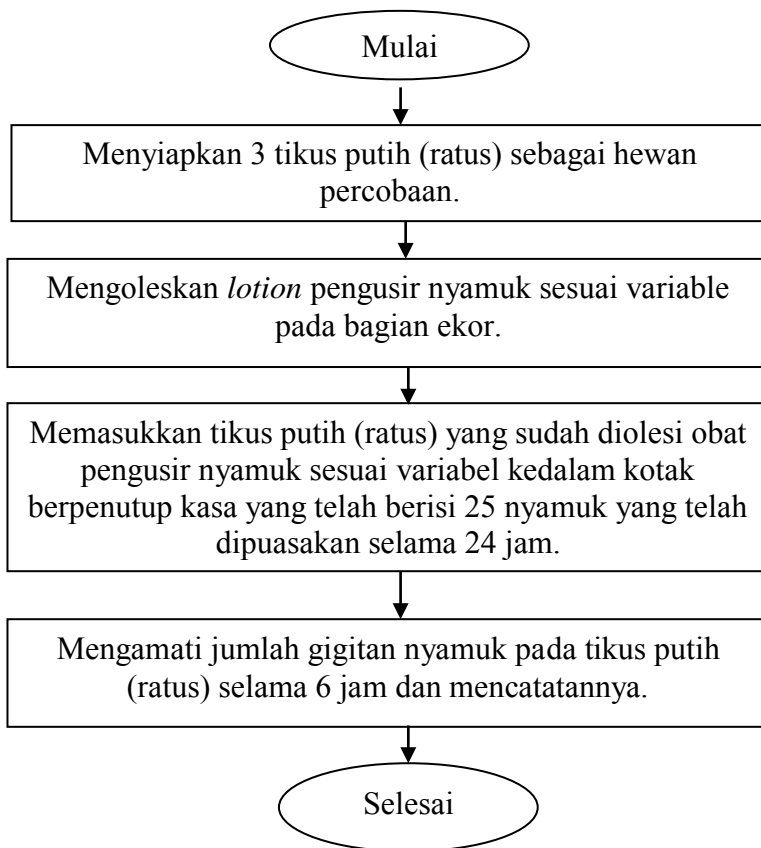 Mulai
Menyiapkan 3 tikus putih (ratus) sebagai hewan
percobaan.
Mengoleskan lotion pengusir nyamuk sesuai variable
pada bagian ekor.
Memasukkan tikus putih (ratus) yang sudah diolesi obat
pengusir nyamuk sesuai variabel kedalam kotak
berpenutup kasa yang telah berisi 25 nyamuk yang telah
dipuasakan selama 24 jam.
Mengamati jumlah gigitan nyamuk pada tikus putih
(ratus) selama 6 jam dan mencatatannya.
Selesai